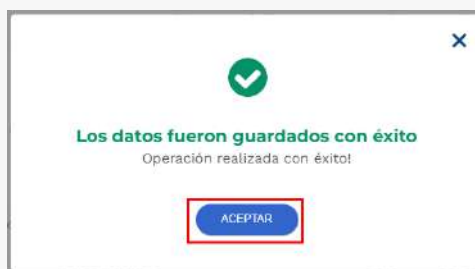 Los datos fueron guardados con éxito
Operación realizada con éxito!
ACEPTAR